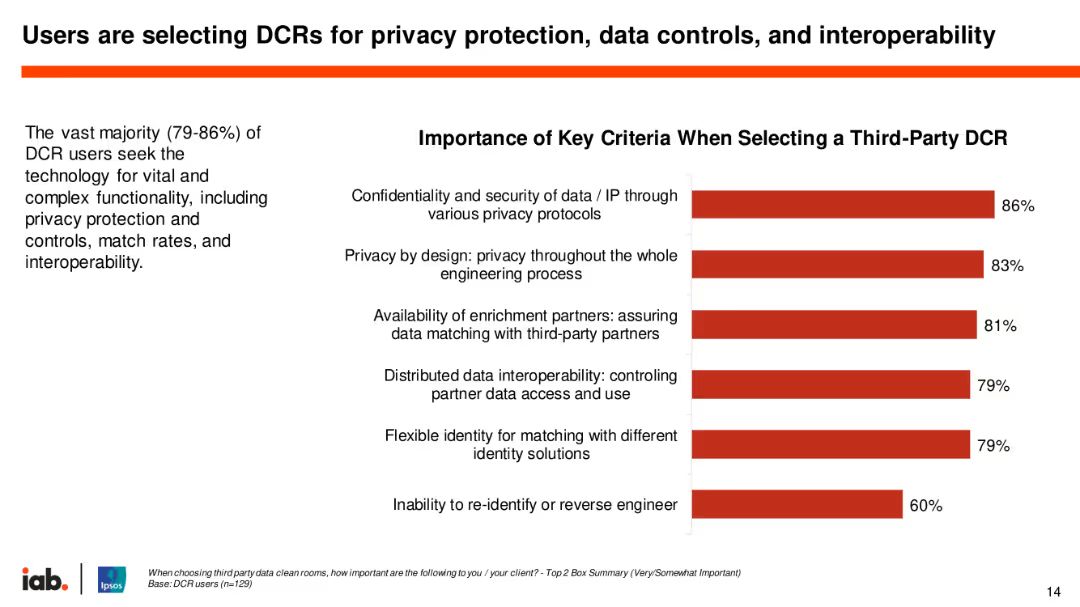 Users are selecting DCRs for privacy protection, data controls, and interoperability
The vast majority (79-86%) of
DCR users seek the
technology for vital and
complex functionality, including
privacy protection and
controls, match rates, and
interoperability.
Importance of Key Criteria When Selecting a Third-Party DCR
Confidentiality and security of data / IP through
various privacy protocols
86%
Privacy by design: privacy throughout the whole
engineering process
83%
Availability of enrichment partners: assuring
data matching with third-party partners
81%
Distributed data interoperability: controling
partner data access and use
79%
Flexible identity for matching with different
identity solutions
79%
Inability to re-identify or reverse engineer
60%
iab.
Ipsos
When choosing third party data clean rooms, how important are the following to you / your client? - Top 2 Box Summary (Very/Somewhat Important)
Base: DCR users (n=129)
14